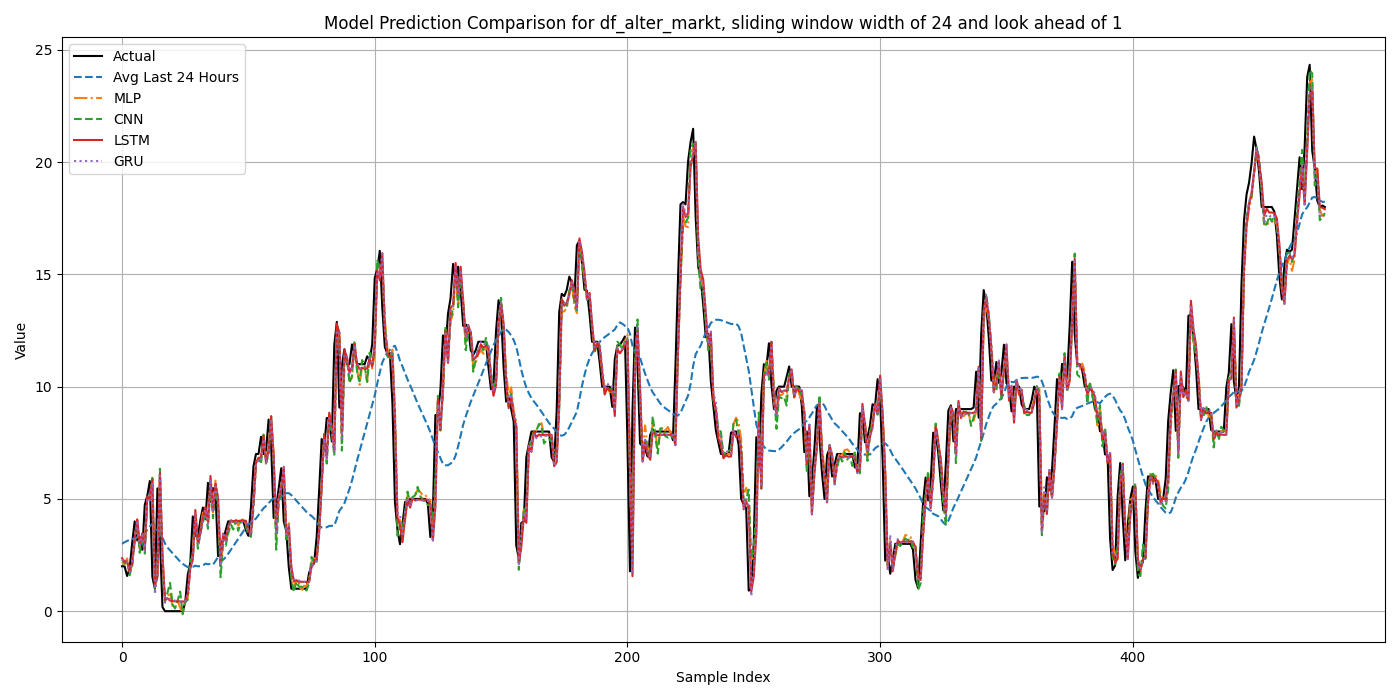 Model Prediction Comparison for df_alter_markt, sliding window width of 24 and look ahead of 1
Actual
Avg Last 24 Hours
MLP
CNN
LSTM
GRU
25
20
15
10
5
0
Value
0 100 200 300 400
Sample Index